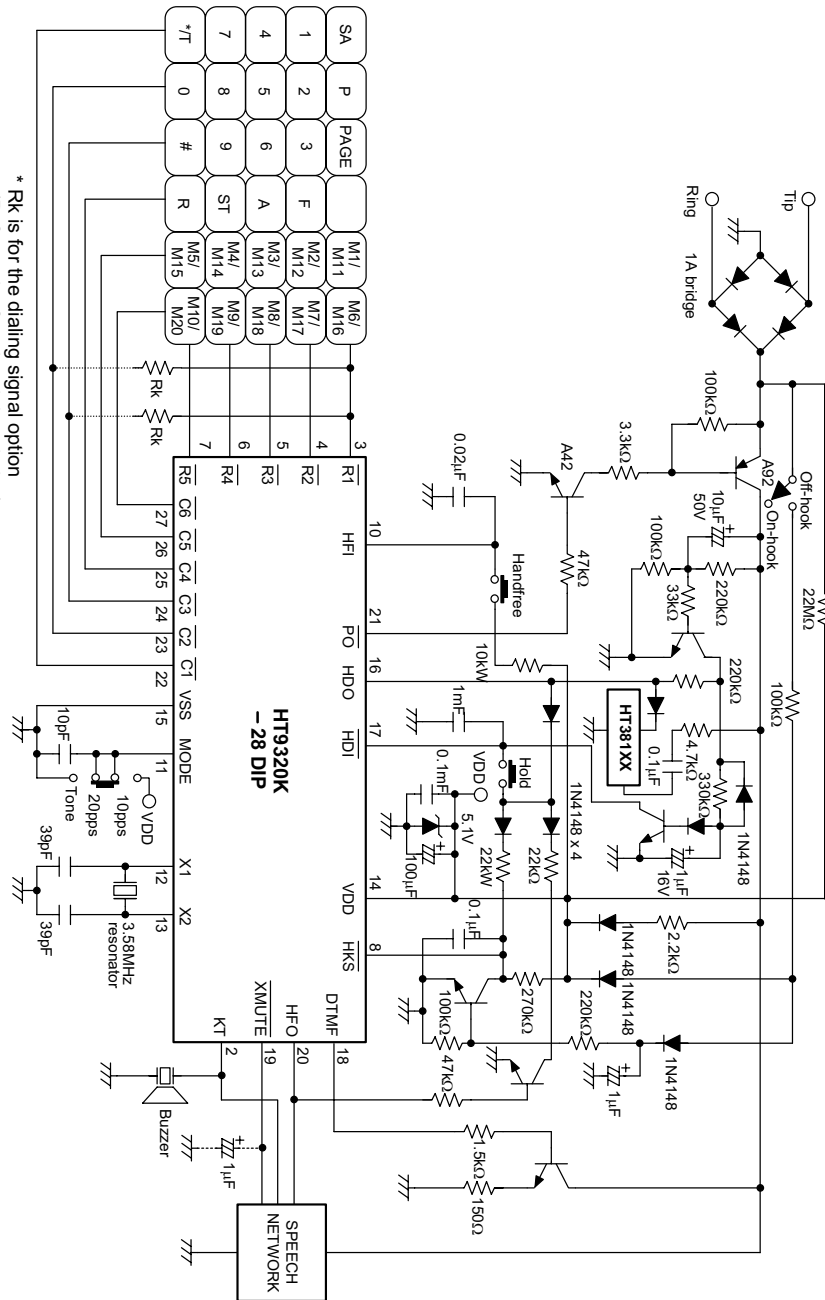 Tip
Ring
1A bridge
Off-hook
On-hook
A92
22MΩ
100kΩ
100kΩ
3.3kΩ
A42
47kΩ
10µF
50V
100kΩ
220kΩ
33kΩ
220kΩ
HT381XX
4.7kΩ
0.1µF
330kΩ
1N4148
1µF
16V
2.2kΩ
1N4148
1N4148
1N4148
1µF
220kΩ
270kΩ
100kΩ
47kΩ
0.1µF
1.5kΩ
150Ω
0.02µF
Handfree
10kW
1mF
Hold
VDD
0.1mF
5.1V
100µF
1N4148 x 4
22kΩ
22kW
SA
P
PAGE
M1/
M11
M6/
M16
1
2
3
F
M2/
M12
M7/
M17
4
5
6
A
M3/
M13
M8/
M18
7
8
9
ST
M4/
M14
M9/
M19
*/T
0
#
R
M5/
M15
M10/
M20
Rk
Rk
3
4
5
6
7
R1
R2
R3
R4
R5
10
21
16
17
14
8
HFI
PO
HDO
HDI
VDD
HKS
HT9320K
– 28 DIP
C6
C5
C4
C3
C2
C1
VSS
MODE
X1
X2
27
26
25
24
23
22
15
11
12
13
DTMF
HFO
XMUTE
KT
18
20
19
2
10pF
Tone
20pps
10pps
VDD
39pF
39pF
3.58MHz
resonator
Buzzer
1µF
SPEECH
NETWORK
* Rk is for the dialing signal option